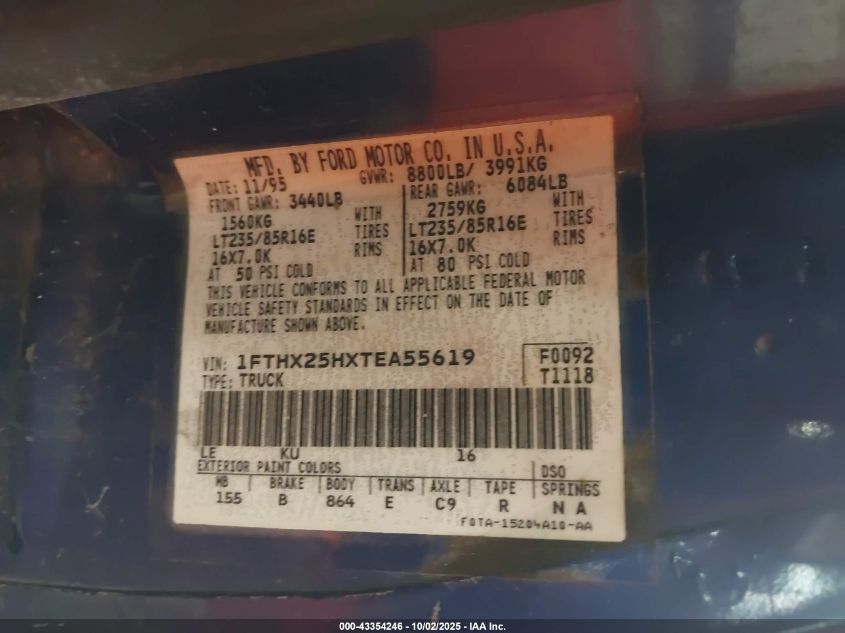 MFD. BY FORD MOTOR CO. IN U.S.A.
DATE: 11/95 GVWR: 8800LB/ 3991KG
FRONT GAWR: 3440LB REAR GAWR: 6084LB
1560KG WITH 2759KG WITH
LT235/85R16E TIRES LT235/85R16E TIRES
16X7.0K RIMS 16X7.0K RIMS
AT 50 PSI COLD AT 80 PSI COLD
THIS VEHICLE CONFORMS TO ALL APPLICABLE FEDERAL MOTOR
VEHICLE SAFETY STANDARDS IN EFFECT ON THE DATE OF
MANUFACTURE SHOWN ABOVE.
VIN: 1FTHX25HXTEA55619 F0092
TYPE: TRUCK T1118
LE KU 16
EXTERIOR PAINT COLORS DSO
WB BRAKE BODY TRANS AXLE TAPE SPRINGS
155 B 864 E C9 R N A
F0TA-15204A10-AA
000-43354246 - 10/02/2025 - IAA Inc.